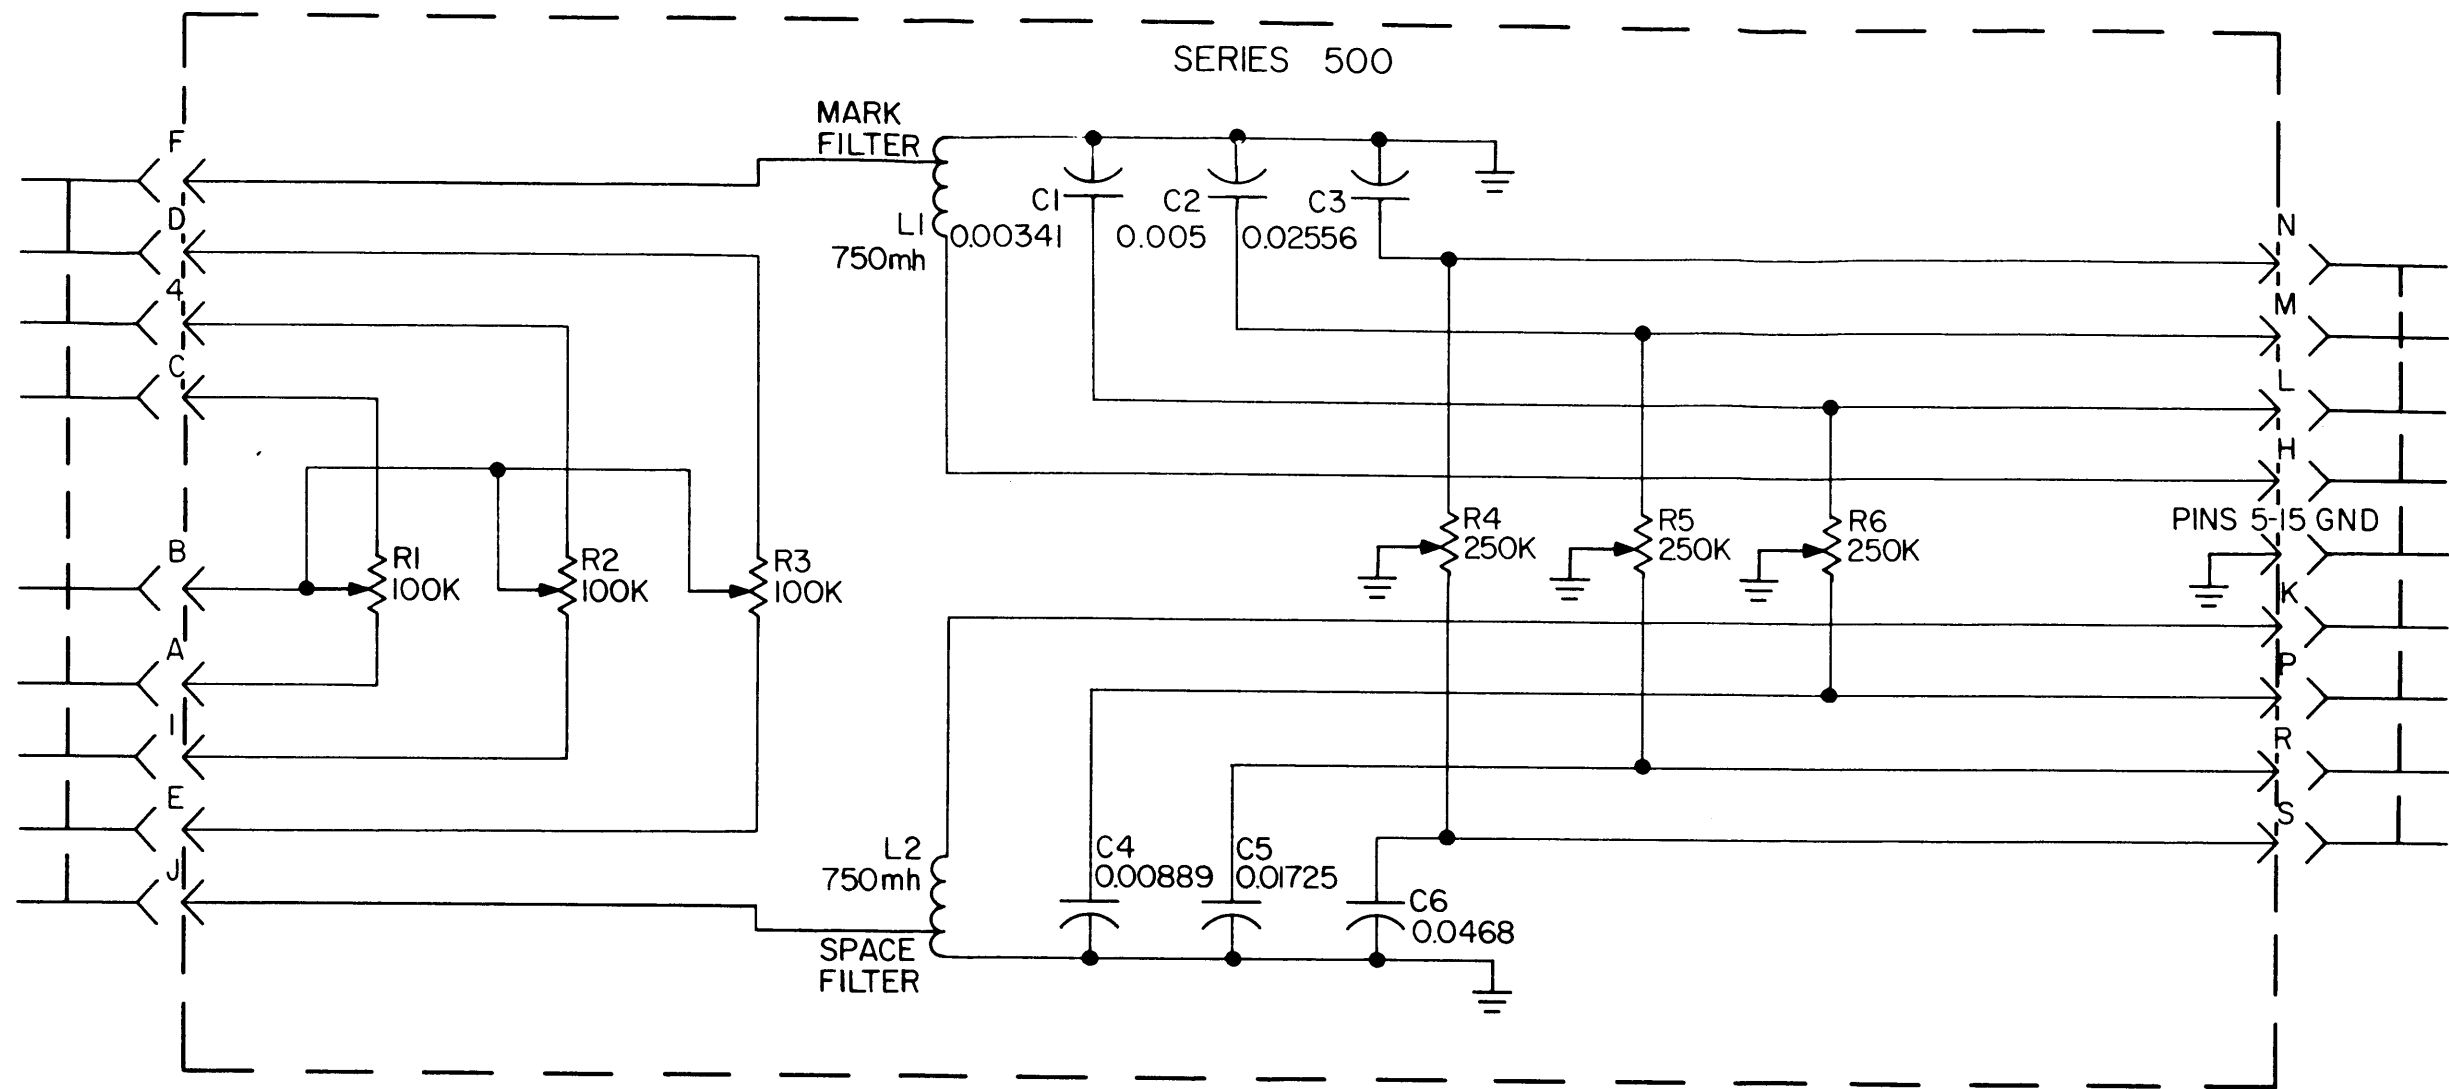 SERIES 500
MARK
FILTER
F
D
4
C
B
A
1
E
J
L1
750mh
C1
0.00341
C2
0.005
C3
0.02556
N
M
L
H
PINS 5-15 GND
K
P
R
S
R1
100K
R2
100K
R3
100K
R4
250K
R5
250K
R6
250K
L2
750mh
SPACE
FILTER
C4
0.00889
C5
0.01725
C6
0.0468